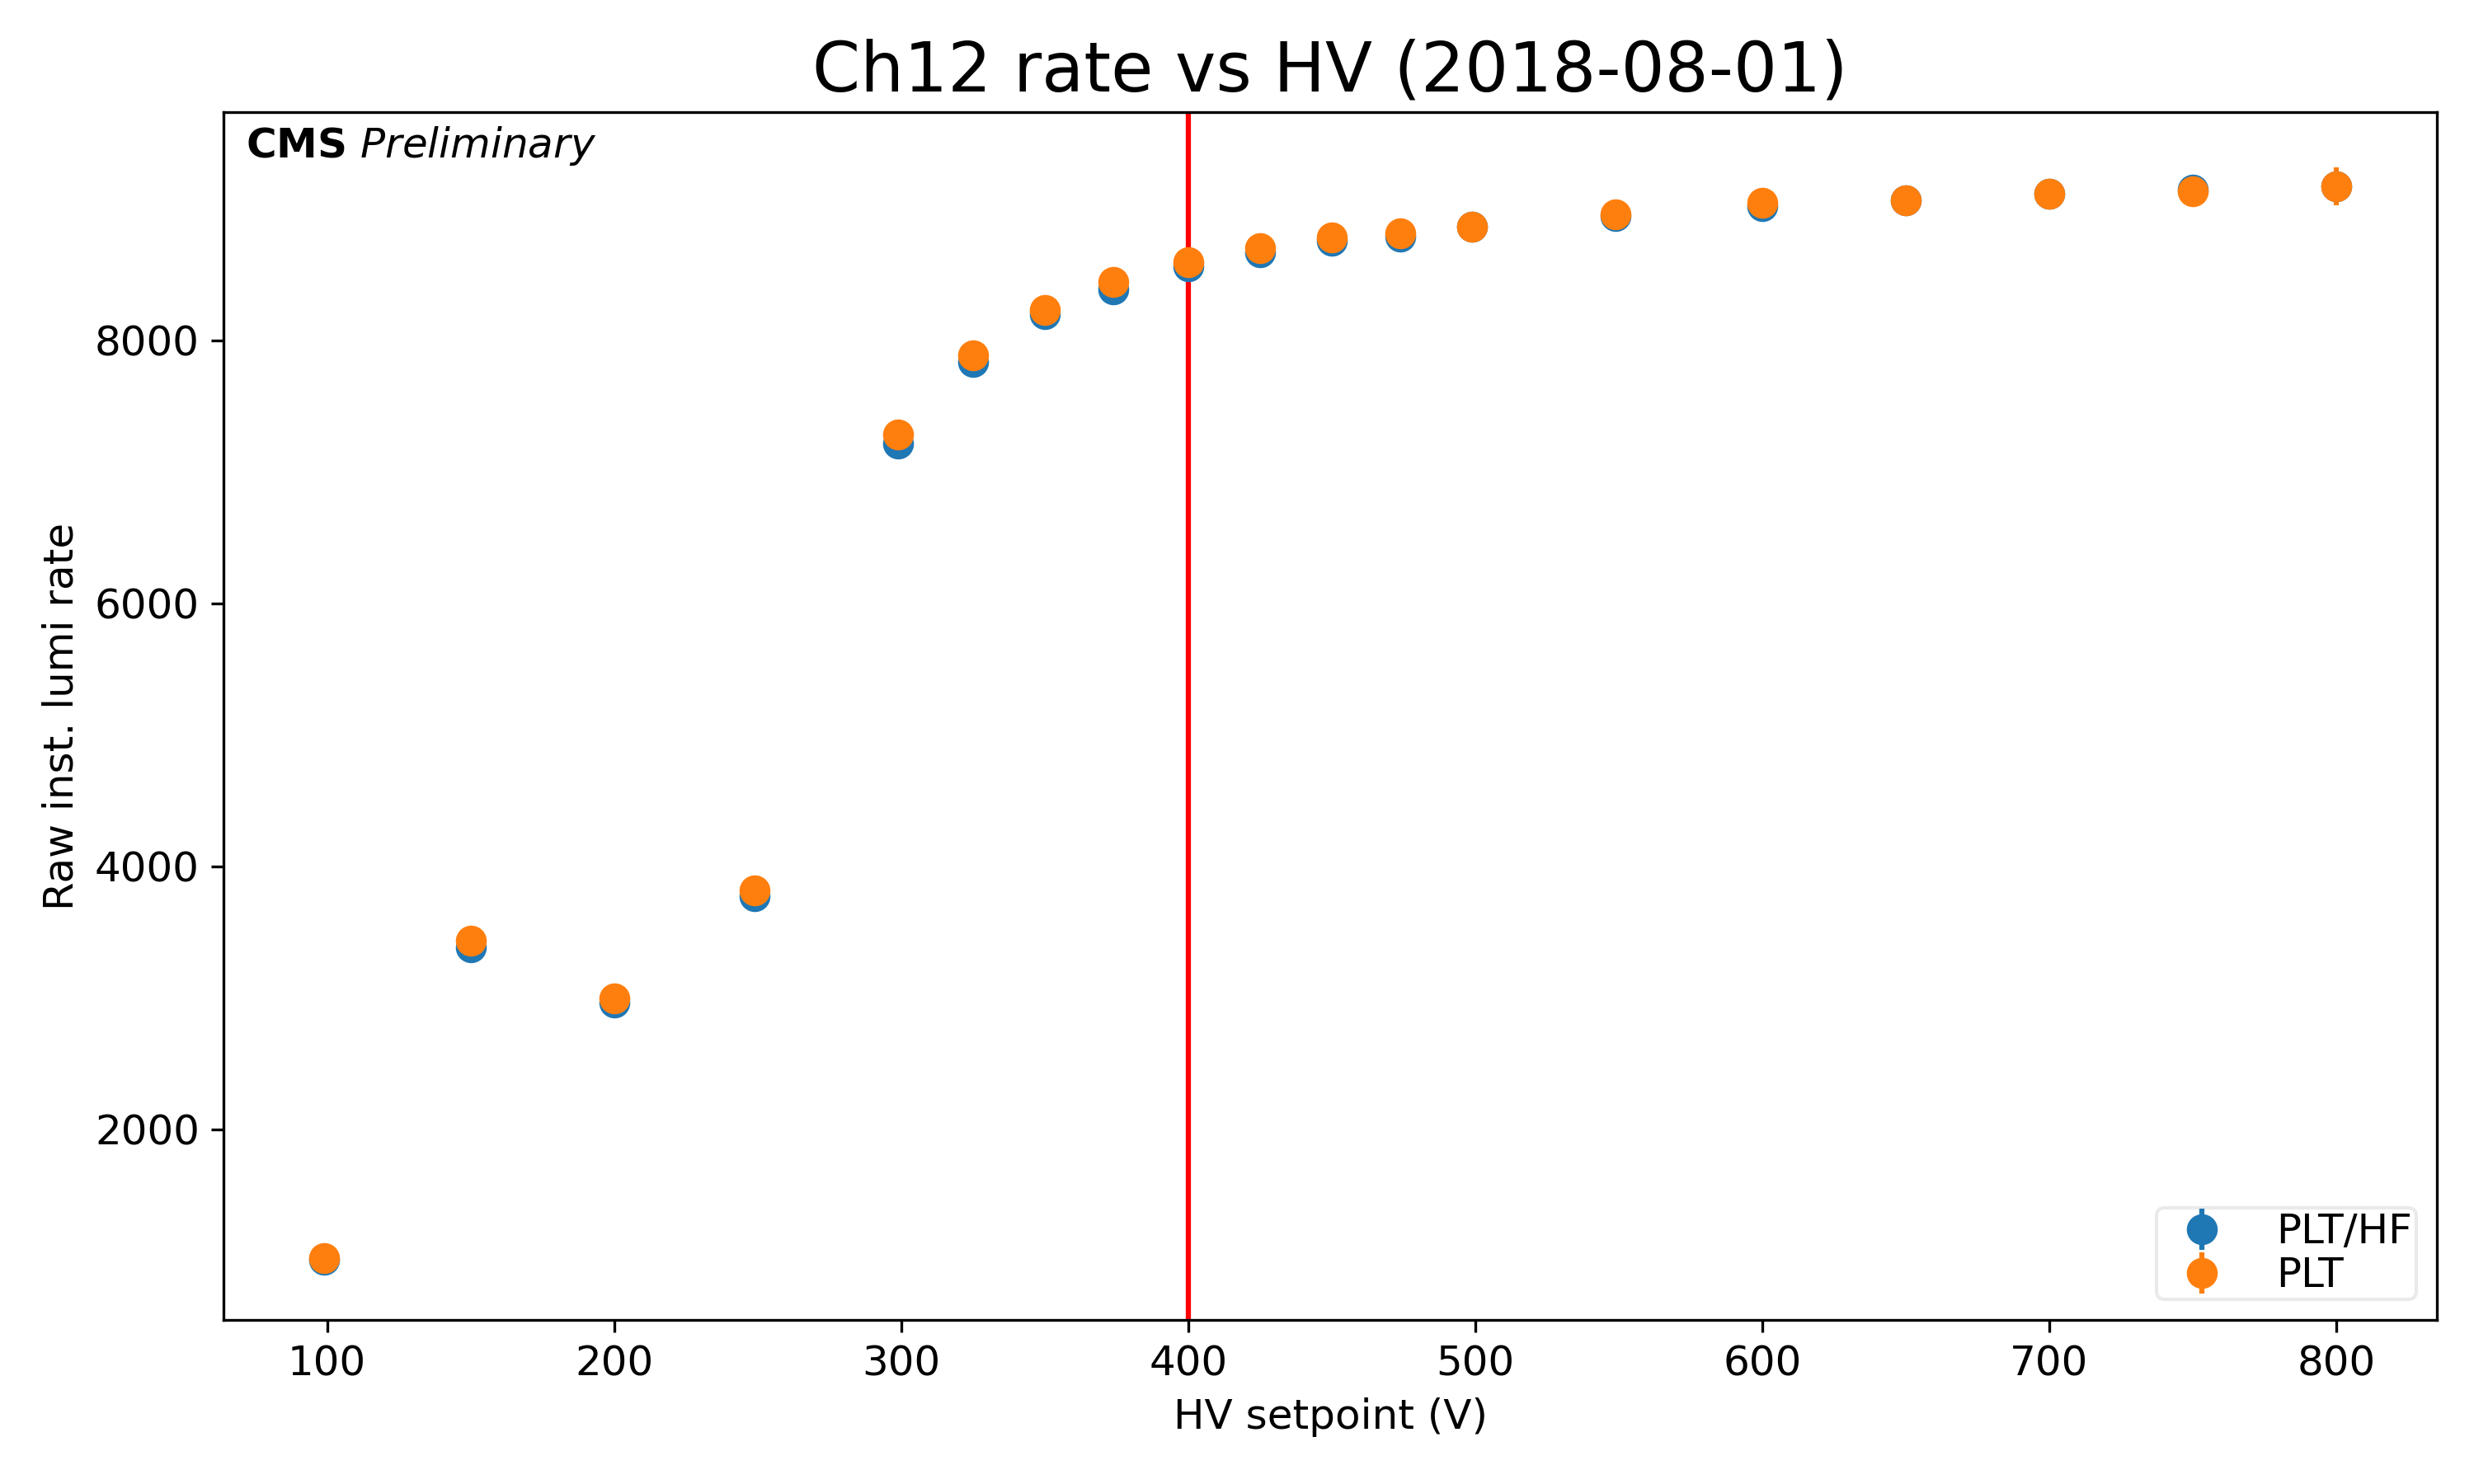 Ch12 rate vs HV (2018-08-01)
CMS Preliminary
Raw inst. lumi rate
8000
6000
4000
2000
PLT/HF
PLT
100 200 300 400 500 600 700 800
HV setpoint (V)